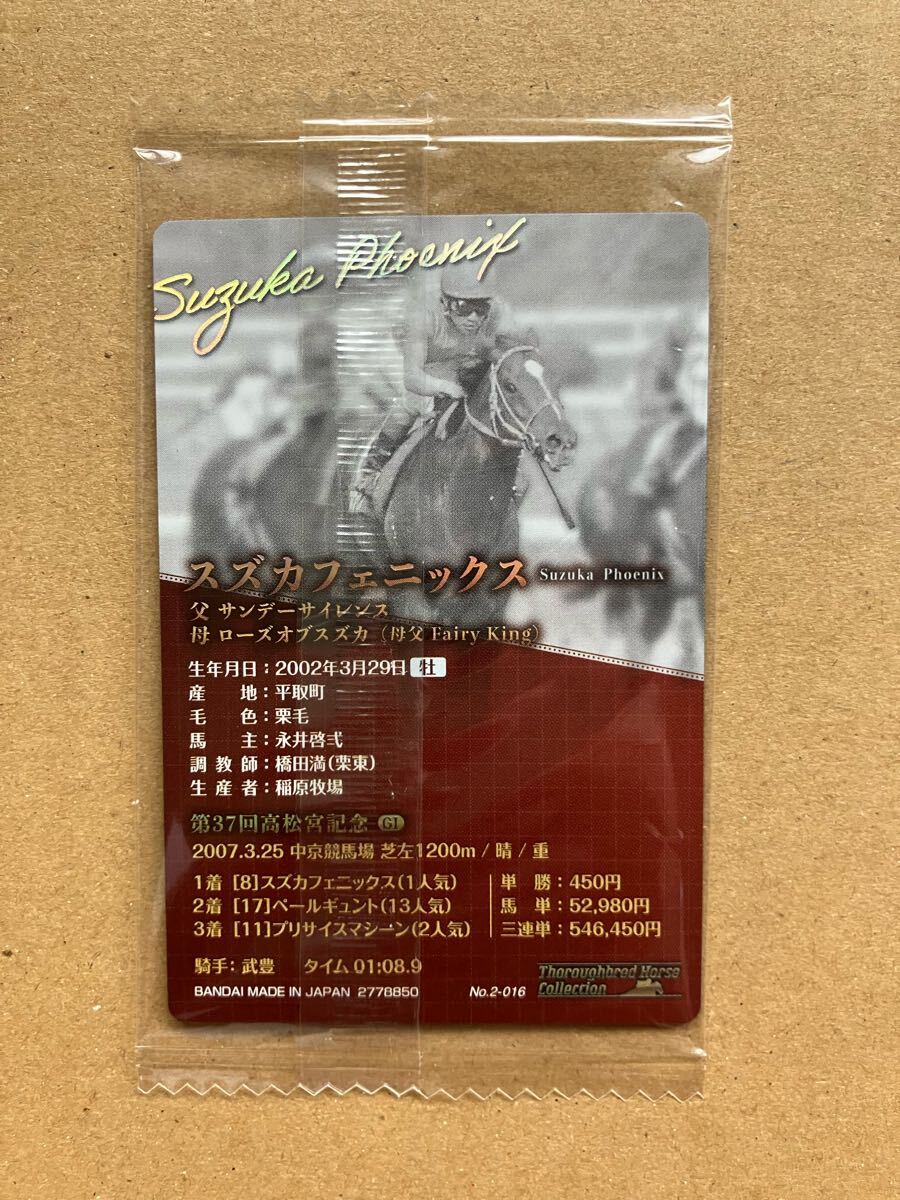 Suzuka Phoenix
スズカフェニックス Suzuka Phoenix
父 サンデーサイレンス
母 ローズオブスズカ（母父 Fairy King）
生年月日：2002年3月29日 牡
産地：平取町
毛色：栗毛
馬主：永井啓弍
調教師：橋田満(栗東)
生産者：稲原牧場
第37回高松宮記念 GI
2007.3.25 中京競馬場 芝左1200m / 晴 / 重
1着 [8]スズカフェニックス(1人気) 単勝：450円
2着 [17]ペールギュント(13人気) 馬単：52,980円
3着 [11]プリサイスマシーン(2人気) 三連単：546,450円
騎手：武豊 タイム 01:08.9
BANDAI MADE IN JAPAN 2778850 No.2-016 Thoroughbred Horse
Collection